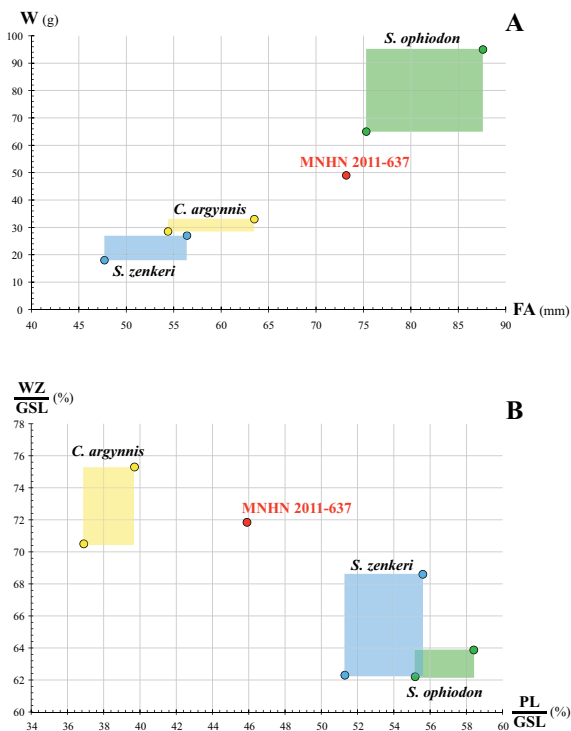 W (g)
A
100
90
80
70
60
50
40
30
20
10
0
S. ophiodon
MNHN 2011-637
C. argynnis
S. zenkeri
40 50 55 60 65 70 75 80 85 90
FA (mm)
WZ
GSL (%)
B
78
76
74
72
70
68
66
64
62
60
C. argynnis
MNHN 2011-637
S. zenkeri
S. ophiodon
34 36 38 40 42 44 46 48 50 52 54 56 58 60
PL
GSL (%)